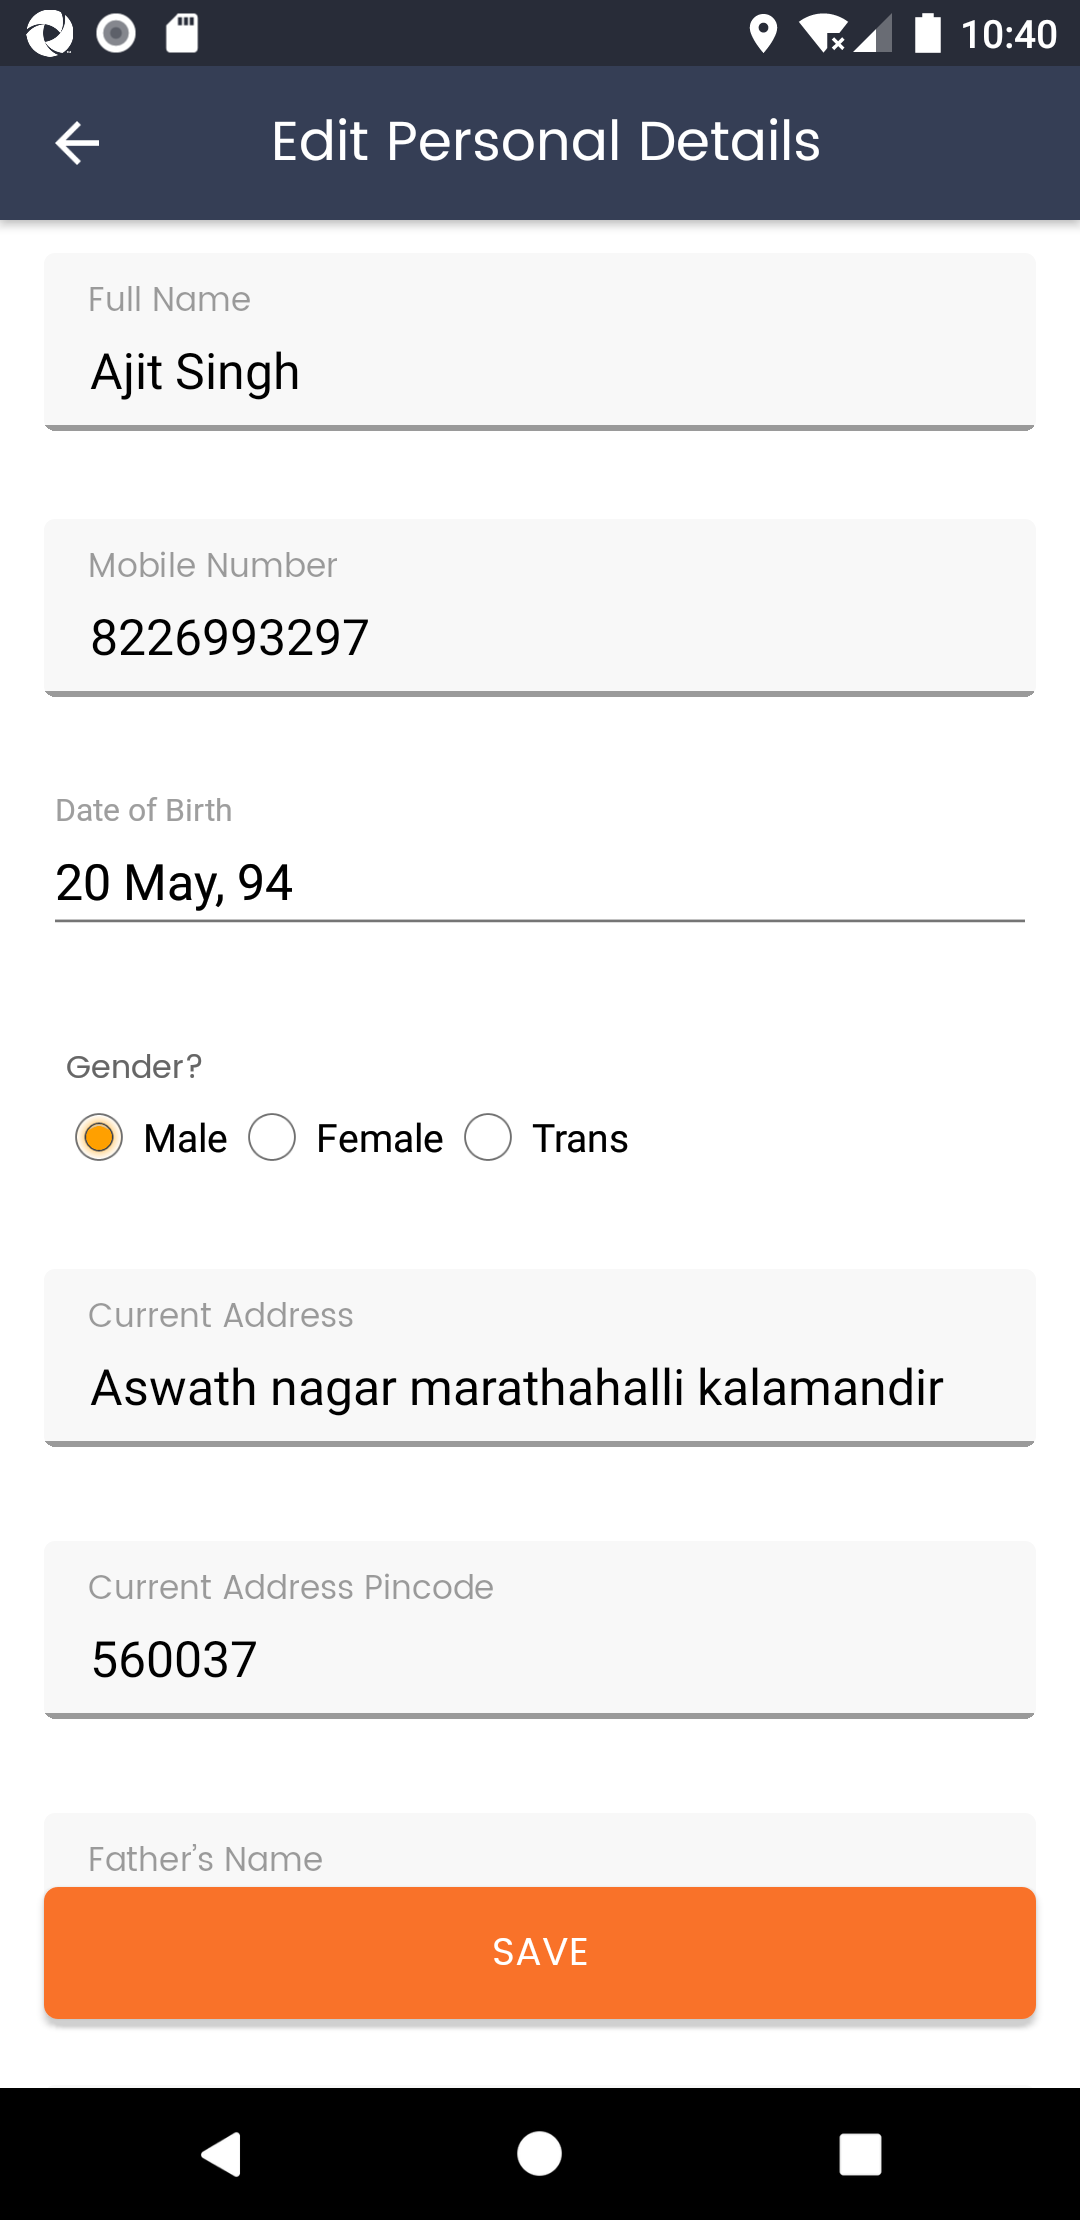 10:40
Edit Personal Details
Full Name
Ajit Singh
Mobile Number
8226993297
Date of Birth
20 May, 94
Gender?
Male Female Trans
Current Address
Aswath nagar marathahalli kalamandir
Current Address Pincode
560037
Father's Name
SAVE